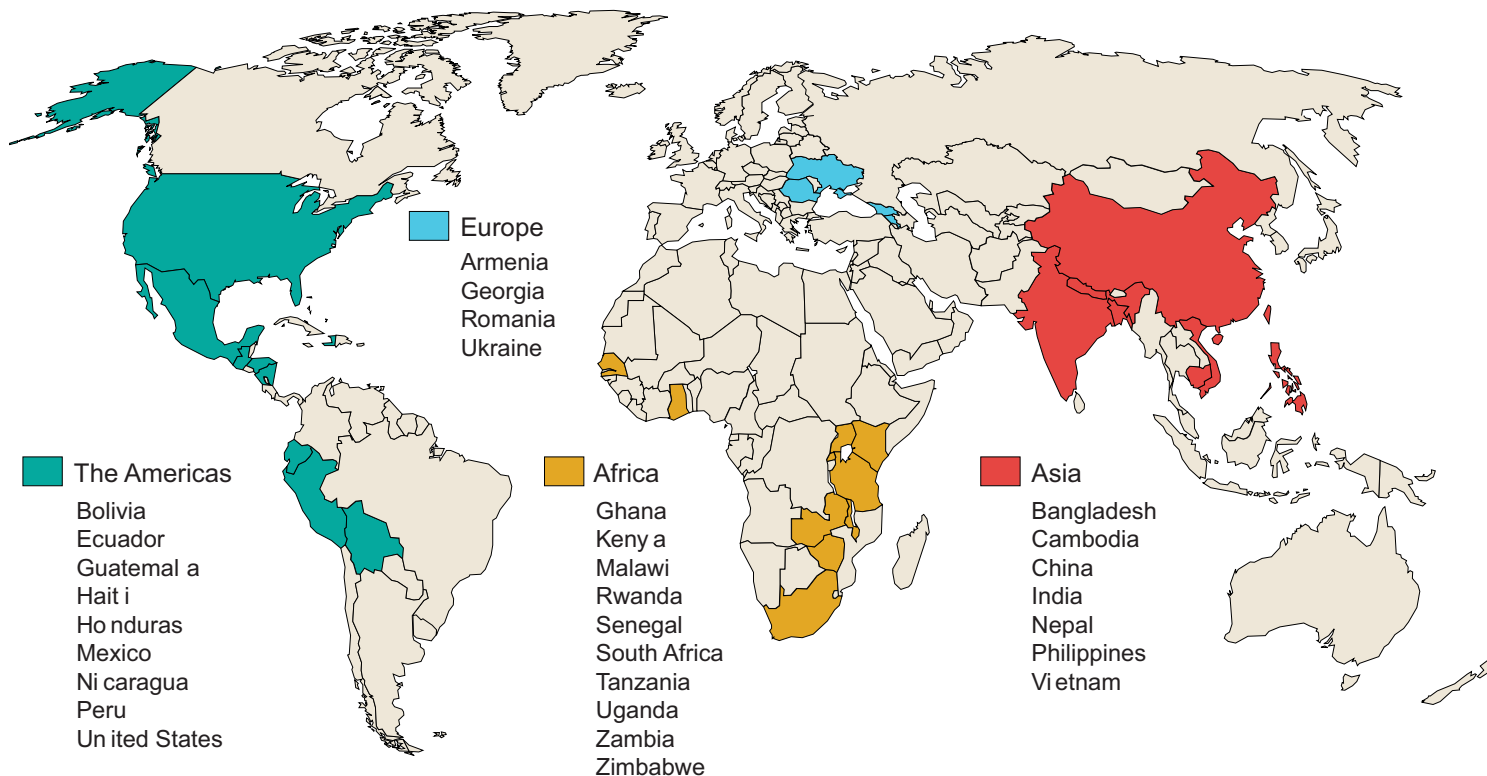 Europe
Armenia
Georgia
Romania
Ukraine
The Americas
Bolivia
Ecuador
Guatemal a
Hait i
Ho nduras
Mexico
Ni caragua
Peru
Un ited States
Africa
Ghana
Keny a
Malawi
Rwanda
Senegal
South Africa
Tanzania
Uganda
Zambia
Zimbabwe
Asia
Bangladesh
Cambodia
China
India
Nepal
Philippines
Vi etnam